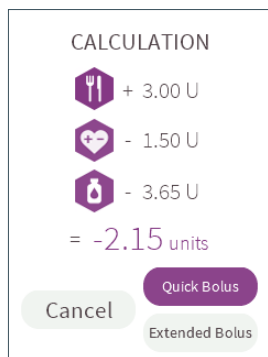 CALCULATION
+ 3.00 U
- 1.50 U
- 3.65 U
= -2.15 units
Quick Bolus
Cancel
Extended Bolus